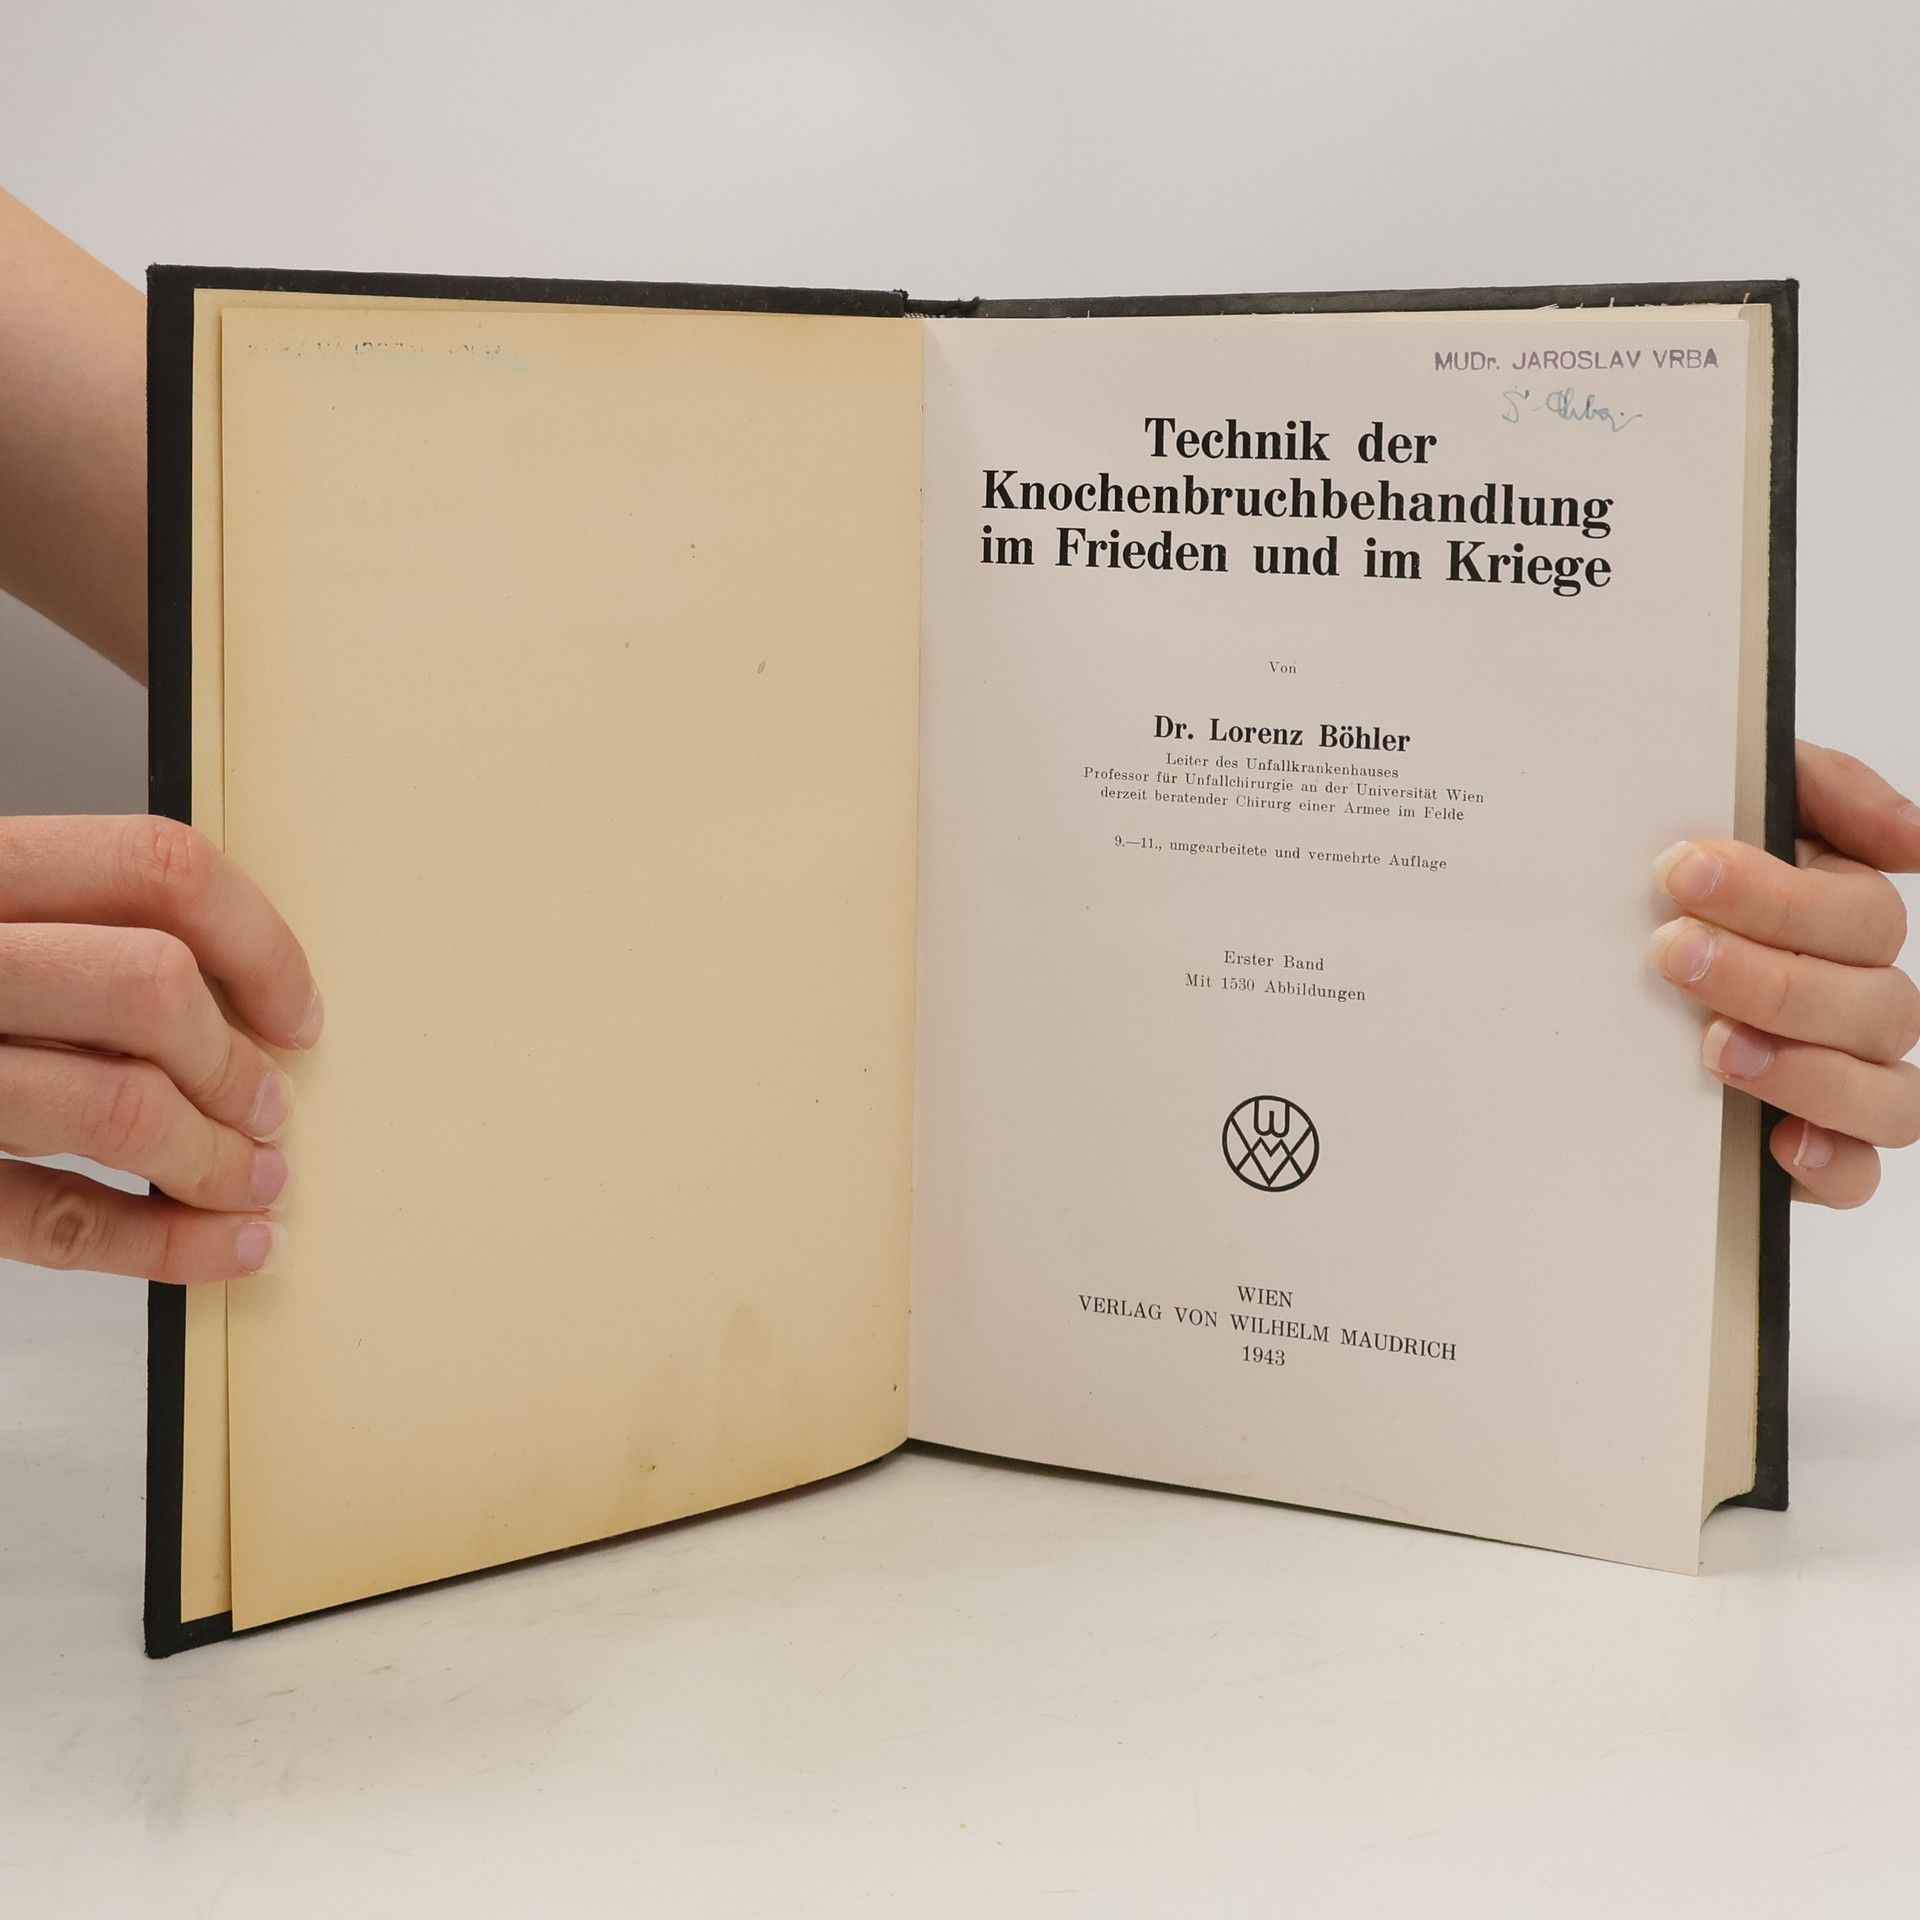 MUDr. JAROSLAV VRBA
Technik der
Knochenbruchbehandlung
im Frieden und im Kriege
Von
Dr. Lorenz Böhler
Leiter des Unfallkrankenhauses
Professor für Unfallchirurgie an der Universität Wien
derzeit beratender Chirurg einer Armee im Felde
9.—11., umgearbeitete und vermehrte Auflage
Erster Band
Mit 1530 Abbildungen
WMV
WIEN
VERLAG VON WILHELM MAUDRICH
1943